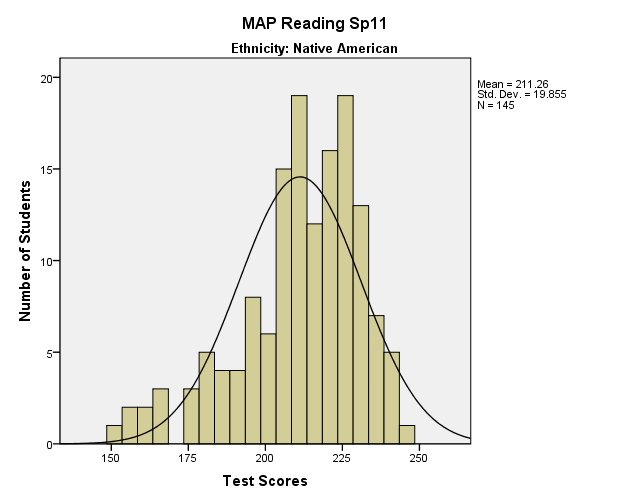 MAP Reading Sp11
Ethnicity: Native American
Mean = 211.26
Std. Dev. = 19.855
N = 145
Number of Students
20
15
10
5
0
150 175 200 225 250
Test Scores